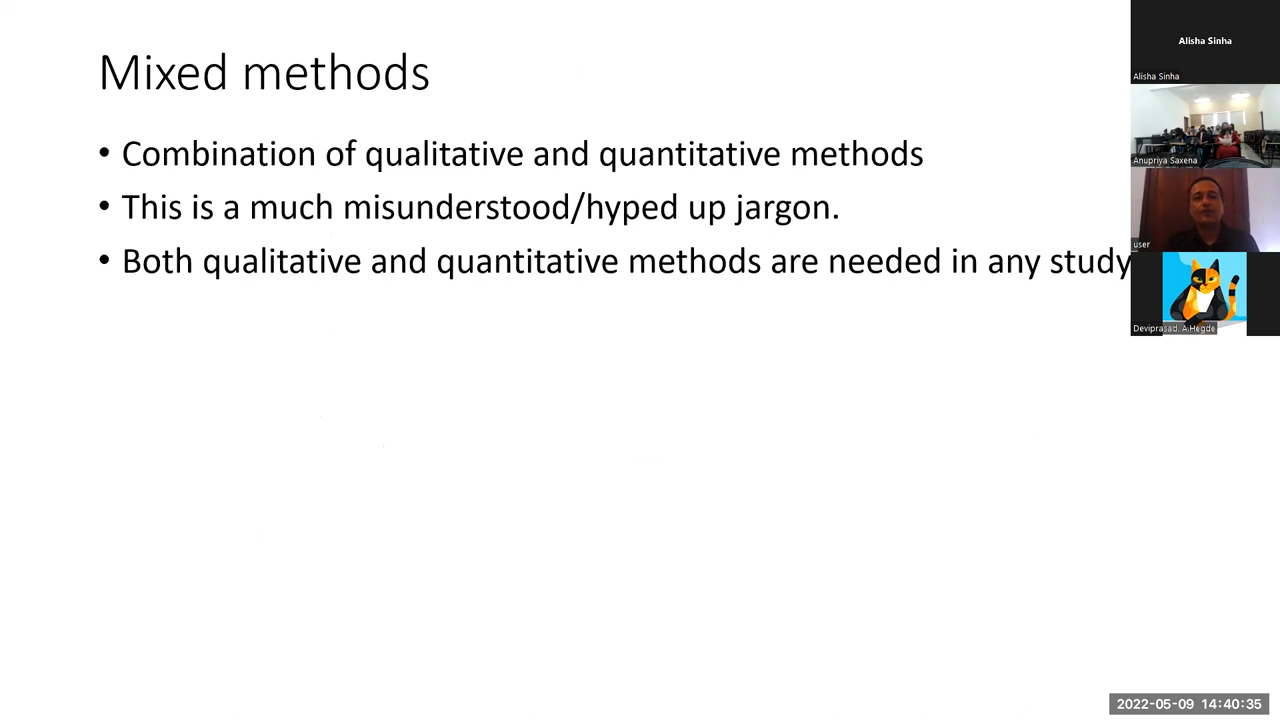 Mixed methods
• Combination of qualitative and quantitative methods
• This is a much misunderstood/hyped up jargon.
• Both qualitative and quantitative methods are needed in any study
Alisha Sinha
Alisha Sinha
Anupriya Saxena
user
Deviprasad. A.Hegde
2022-05-09 14:40:35